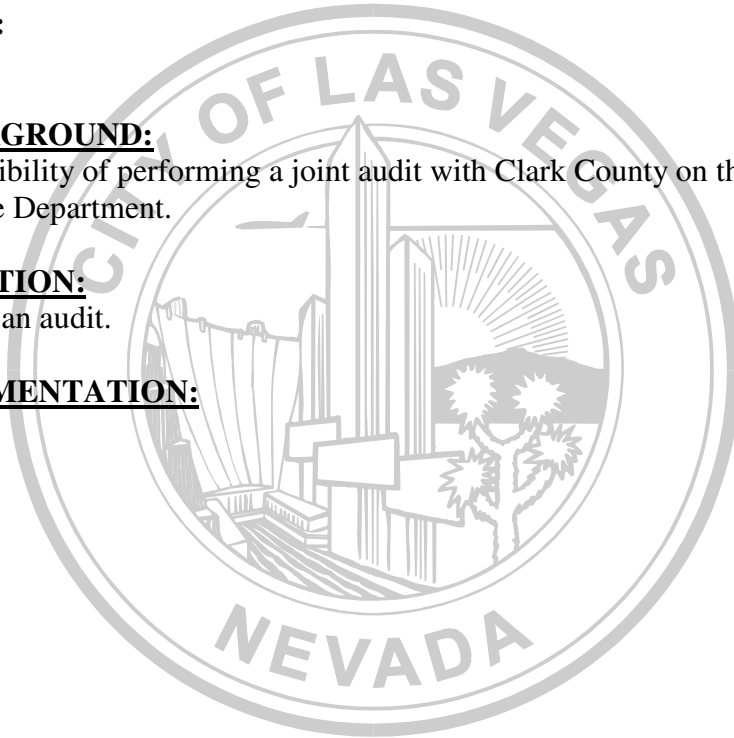 :
CITY OF LAS VEGAS
GROUND:
ibility of performing a joint audit with Clark County on th
e Department.
TION:
an audit.
MENTATION:
NEVADA